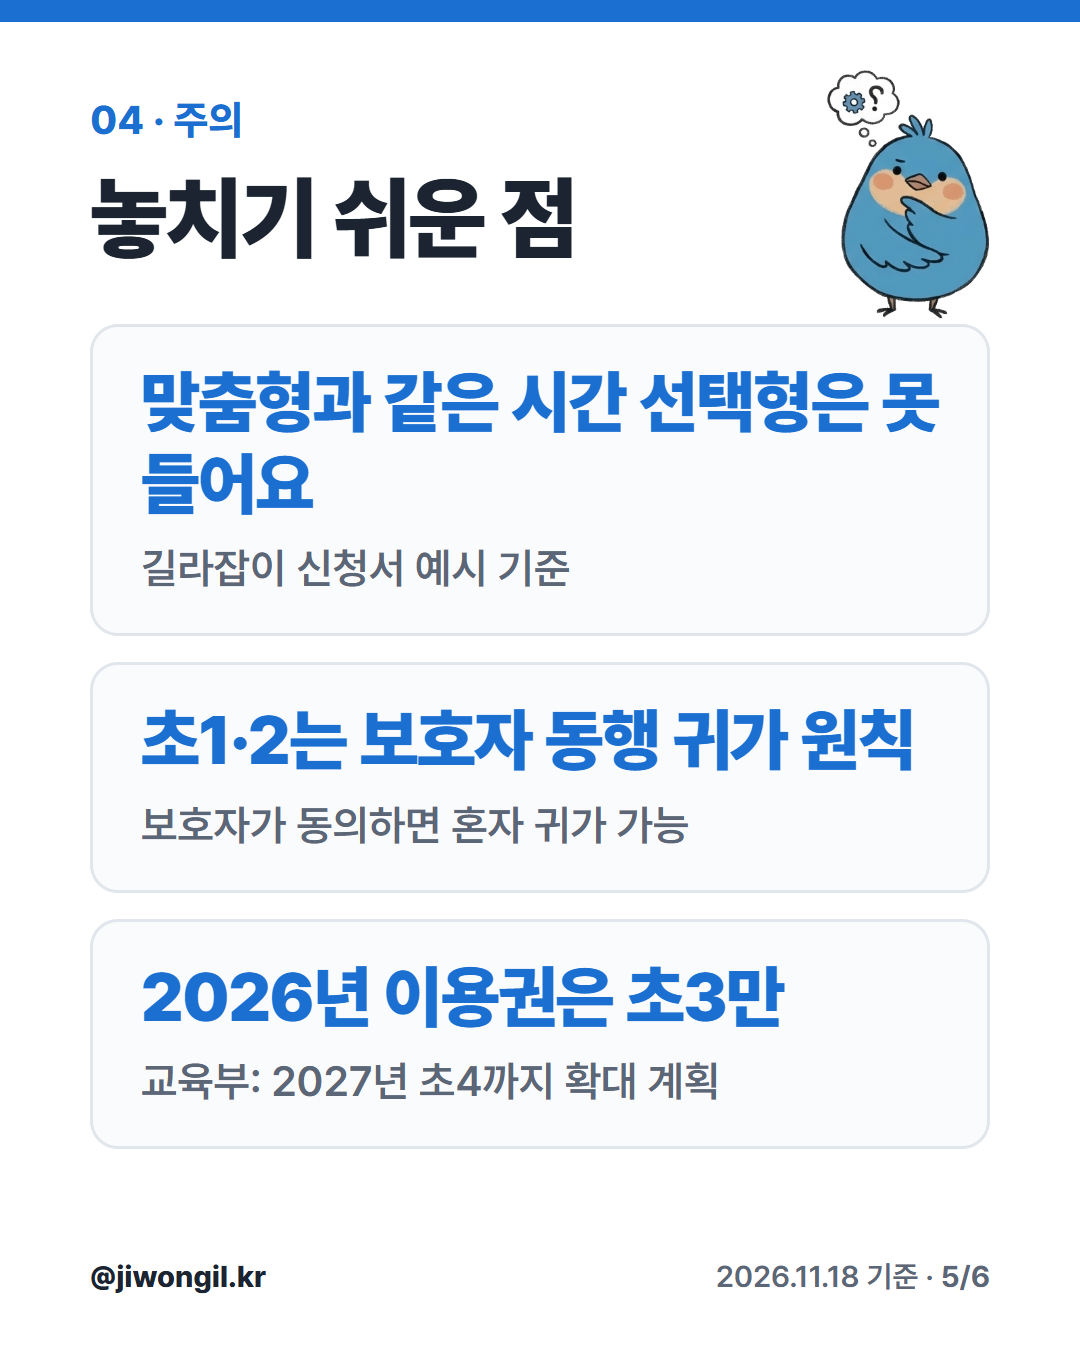 04 · 주의
놓치기 쉬운 점
?
맞춤형과 같은 시간 선택형은 못
들어요
길라잡이 신청서 예시 기준
초1·2는 보호자 동행 귀가 원칙
보호자가 동의하면 혼자 귀가 가능
2026년 이용권은 초3만
교육부: 2027년 초4까지 확대 계획
@jiwongil.kr
2026.11.18 기준 · 5/6